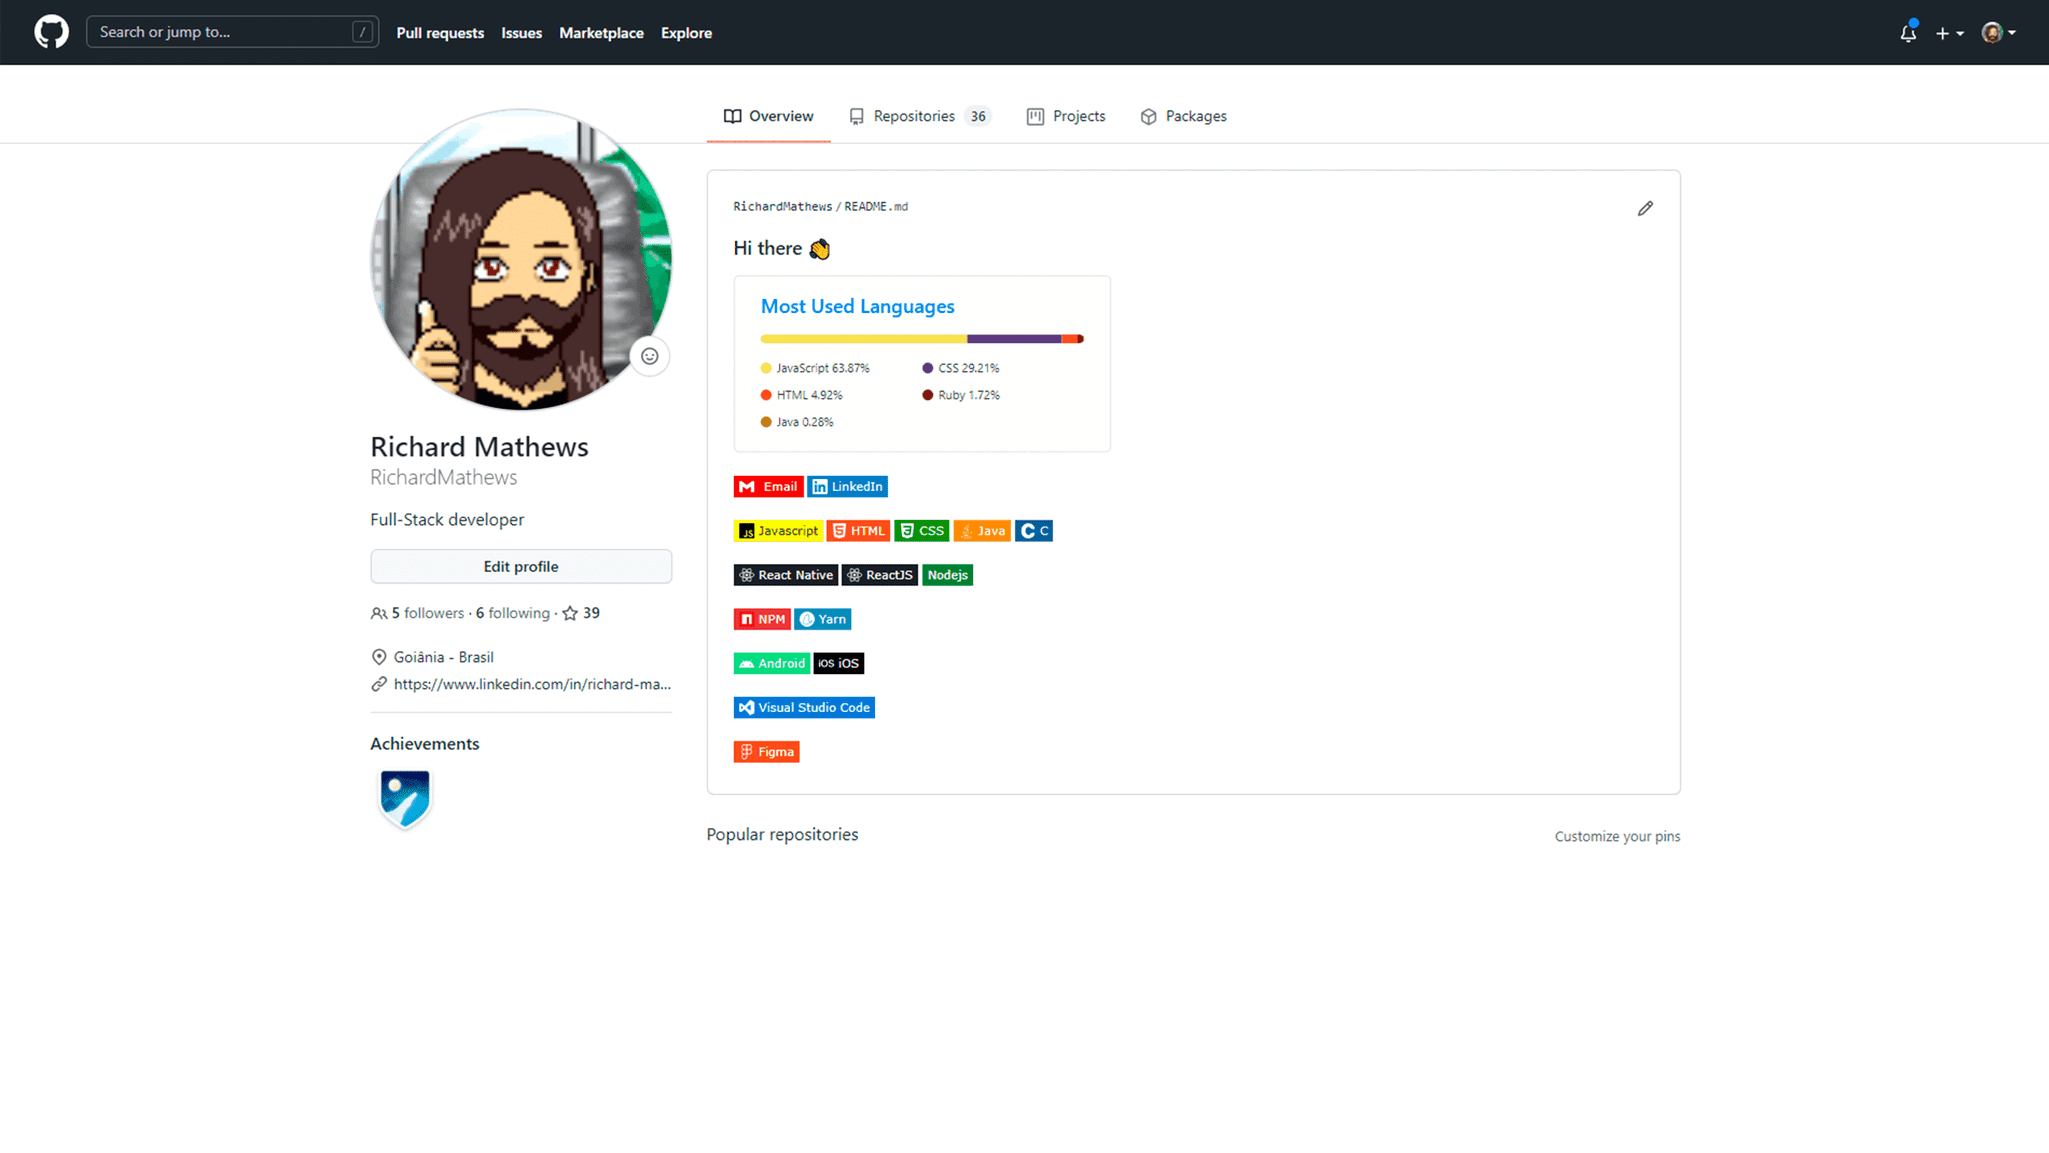 Search or jump to... /
Pull requests Issues Marketplace Explore
Overview Repositories 36 Projects Packages
RichardMathews / README.md
Hi there 👋
Most Used Languages
JavaScript 63.87% CSS 29.21%
HTML 4.92% Ruby 1.72%
Java 0.28%
Email LinkedIn
JS Javascript HTML CSS Java C C
React Native ReactJS Nodejs
NPM Yarn
Android iOS iOS
Visual Studio Code
Figma
Richard Mathews
RichardMathews
Full-Stack developer
Edit profile
5 followers · 6 following · 39
Goiânia - Brasil
https://www.linkedin.com/in/richard-ma...
Achievements
Popular repositories
Customize your pins